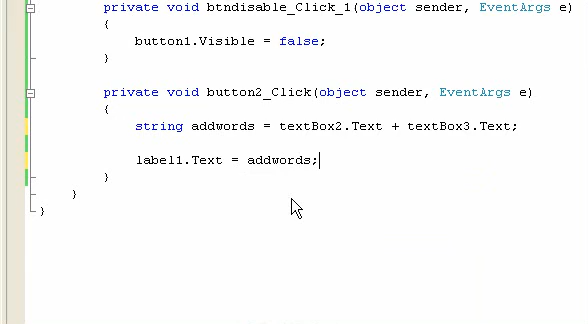 private void btndisable_Click_1(object sender, EventArgs e)
{
button1.Visible = false;
}
private void button2_Click(object sender, EventArgs e)
{
string addwords = textBox2.Text + textBox3.Text;
label1.Text = addwords;
}
}
}